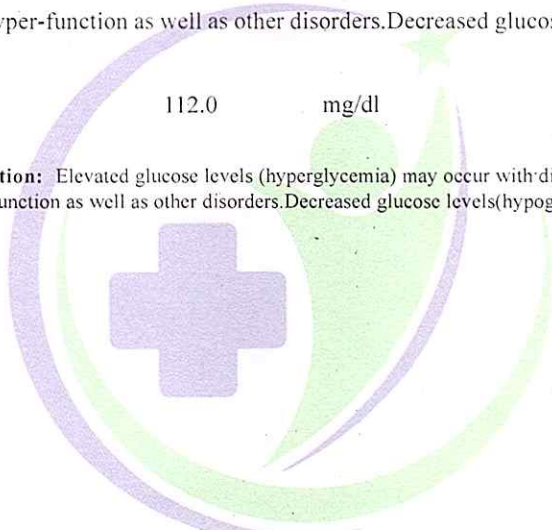 yper-function as well as other disorders.Decreased glucos
112.0 mg/dl
tion: Elevated glucose levels (hyperglycemia) may occur with di
unction as well as other disorders.Decreased glucose levels(hypog